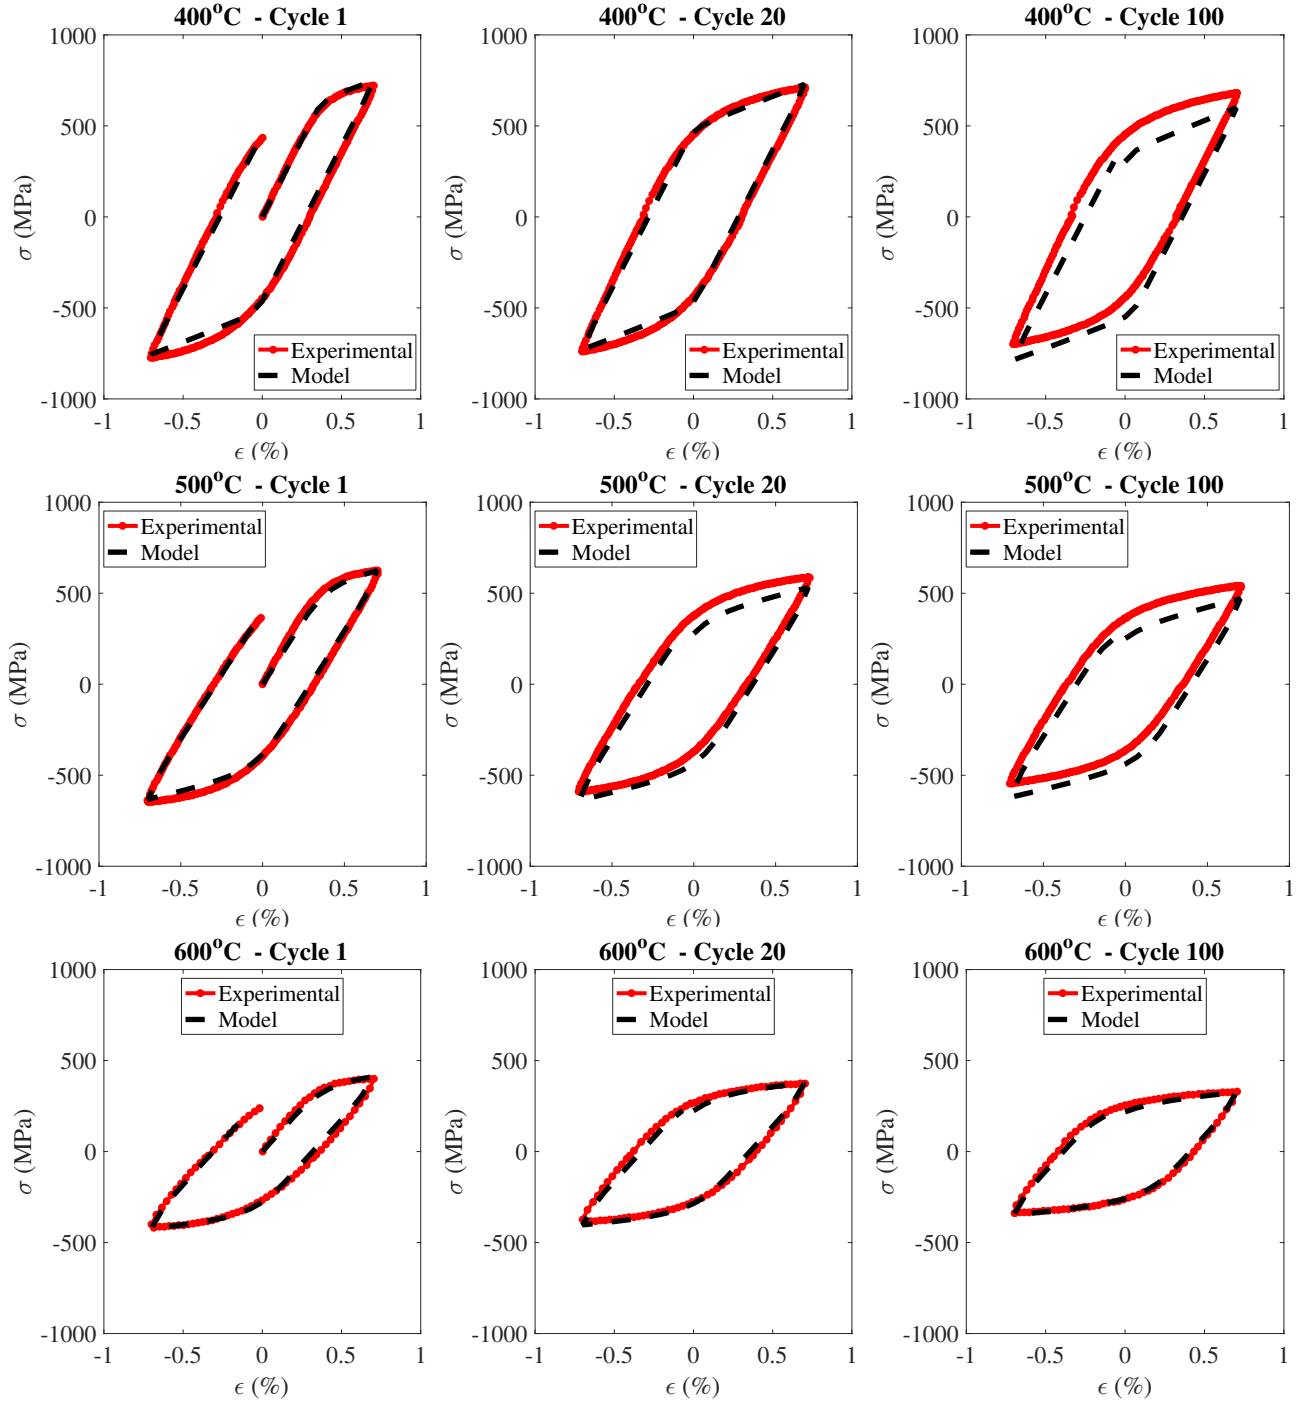 400°C - Cycle 1
1000
500
0
-500
-1000
-1
-0.5
0
0.5
1
σ (MPa)
ϵ (%)
Experimental
Model
400°C - Cycle 20
1000
500
0
-500
-1000
-1
-0.5
0
0.5
1
σ (MPa)
ϵ (%)
Experimental
Model
400°C - Cycle 100
1000
500
0
-500
-1000
-1
-0.5
0
0.5
1
σ (MPa)
ϵ (%)
Experimental
Model
500°C - Cycle 1
1000
500
0
-500
-1000
-1
-0.5
0
0.5
1
σ (MPa)
ϵ (%)
Experimental
Model
500°C - Cycle 20
1000
500
0
-500
-1000
-1
-0.5
0
0.5
1
σ (MPa)
ϵ (%)
Experimental
Model
500°C - Cycle 100
1000
500
0
-500
-1000
-1
-0.5
0
0.5
1
σ (MPa)
ϵ (%)
Experimental
Model
600°C - Cycle 1
1000
500
0
-500
-1000
-1
-0.5
0
0.5
1
σ (MPa)
ϵ (%)
Experimental
Model
600°C - Cycle 20
1000
500
0
-500
-1000
-1
-0.5
0
0.5
1
σ (MPa)
ϵ (%)
Experimental
Model
600°C - Cycle 100
1000
500
0
-500
-1000
-1
-0.5
0
0.5
1
σ (MPa)
ϵ (%)
Experimental
Model